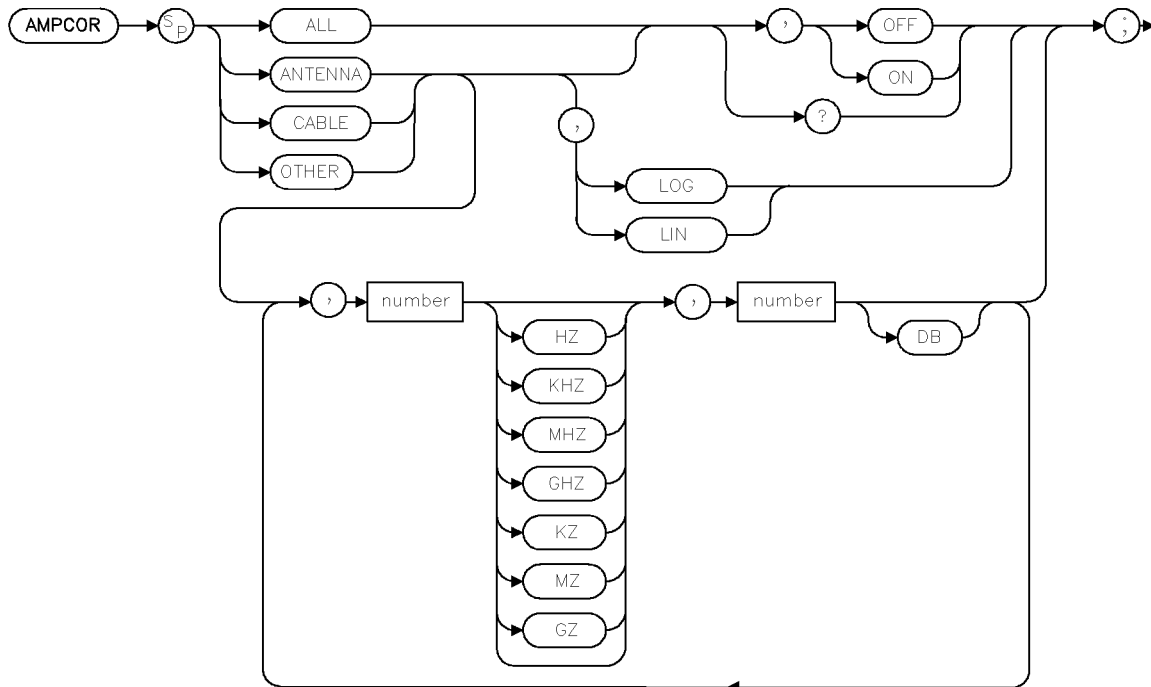 AMPCOR
SP
ALL
,
OFF
;
ANTENNA
ON
CABLE
,
?
OTHER
LOG
LIN
,
number
,
number
HZ
DB
KHZ
MHZ
GHZ
KZ
MZ
GZ